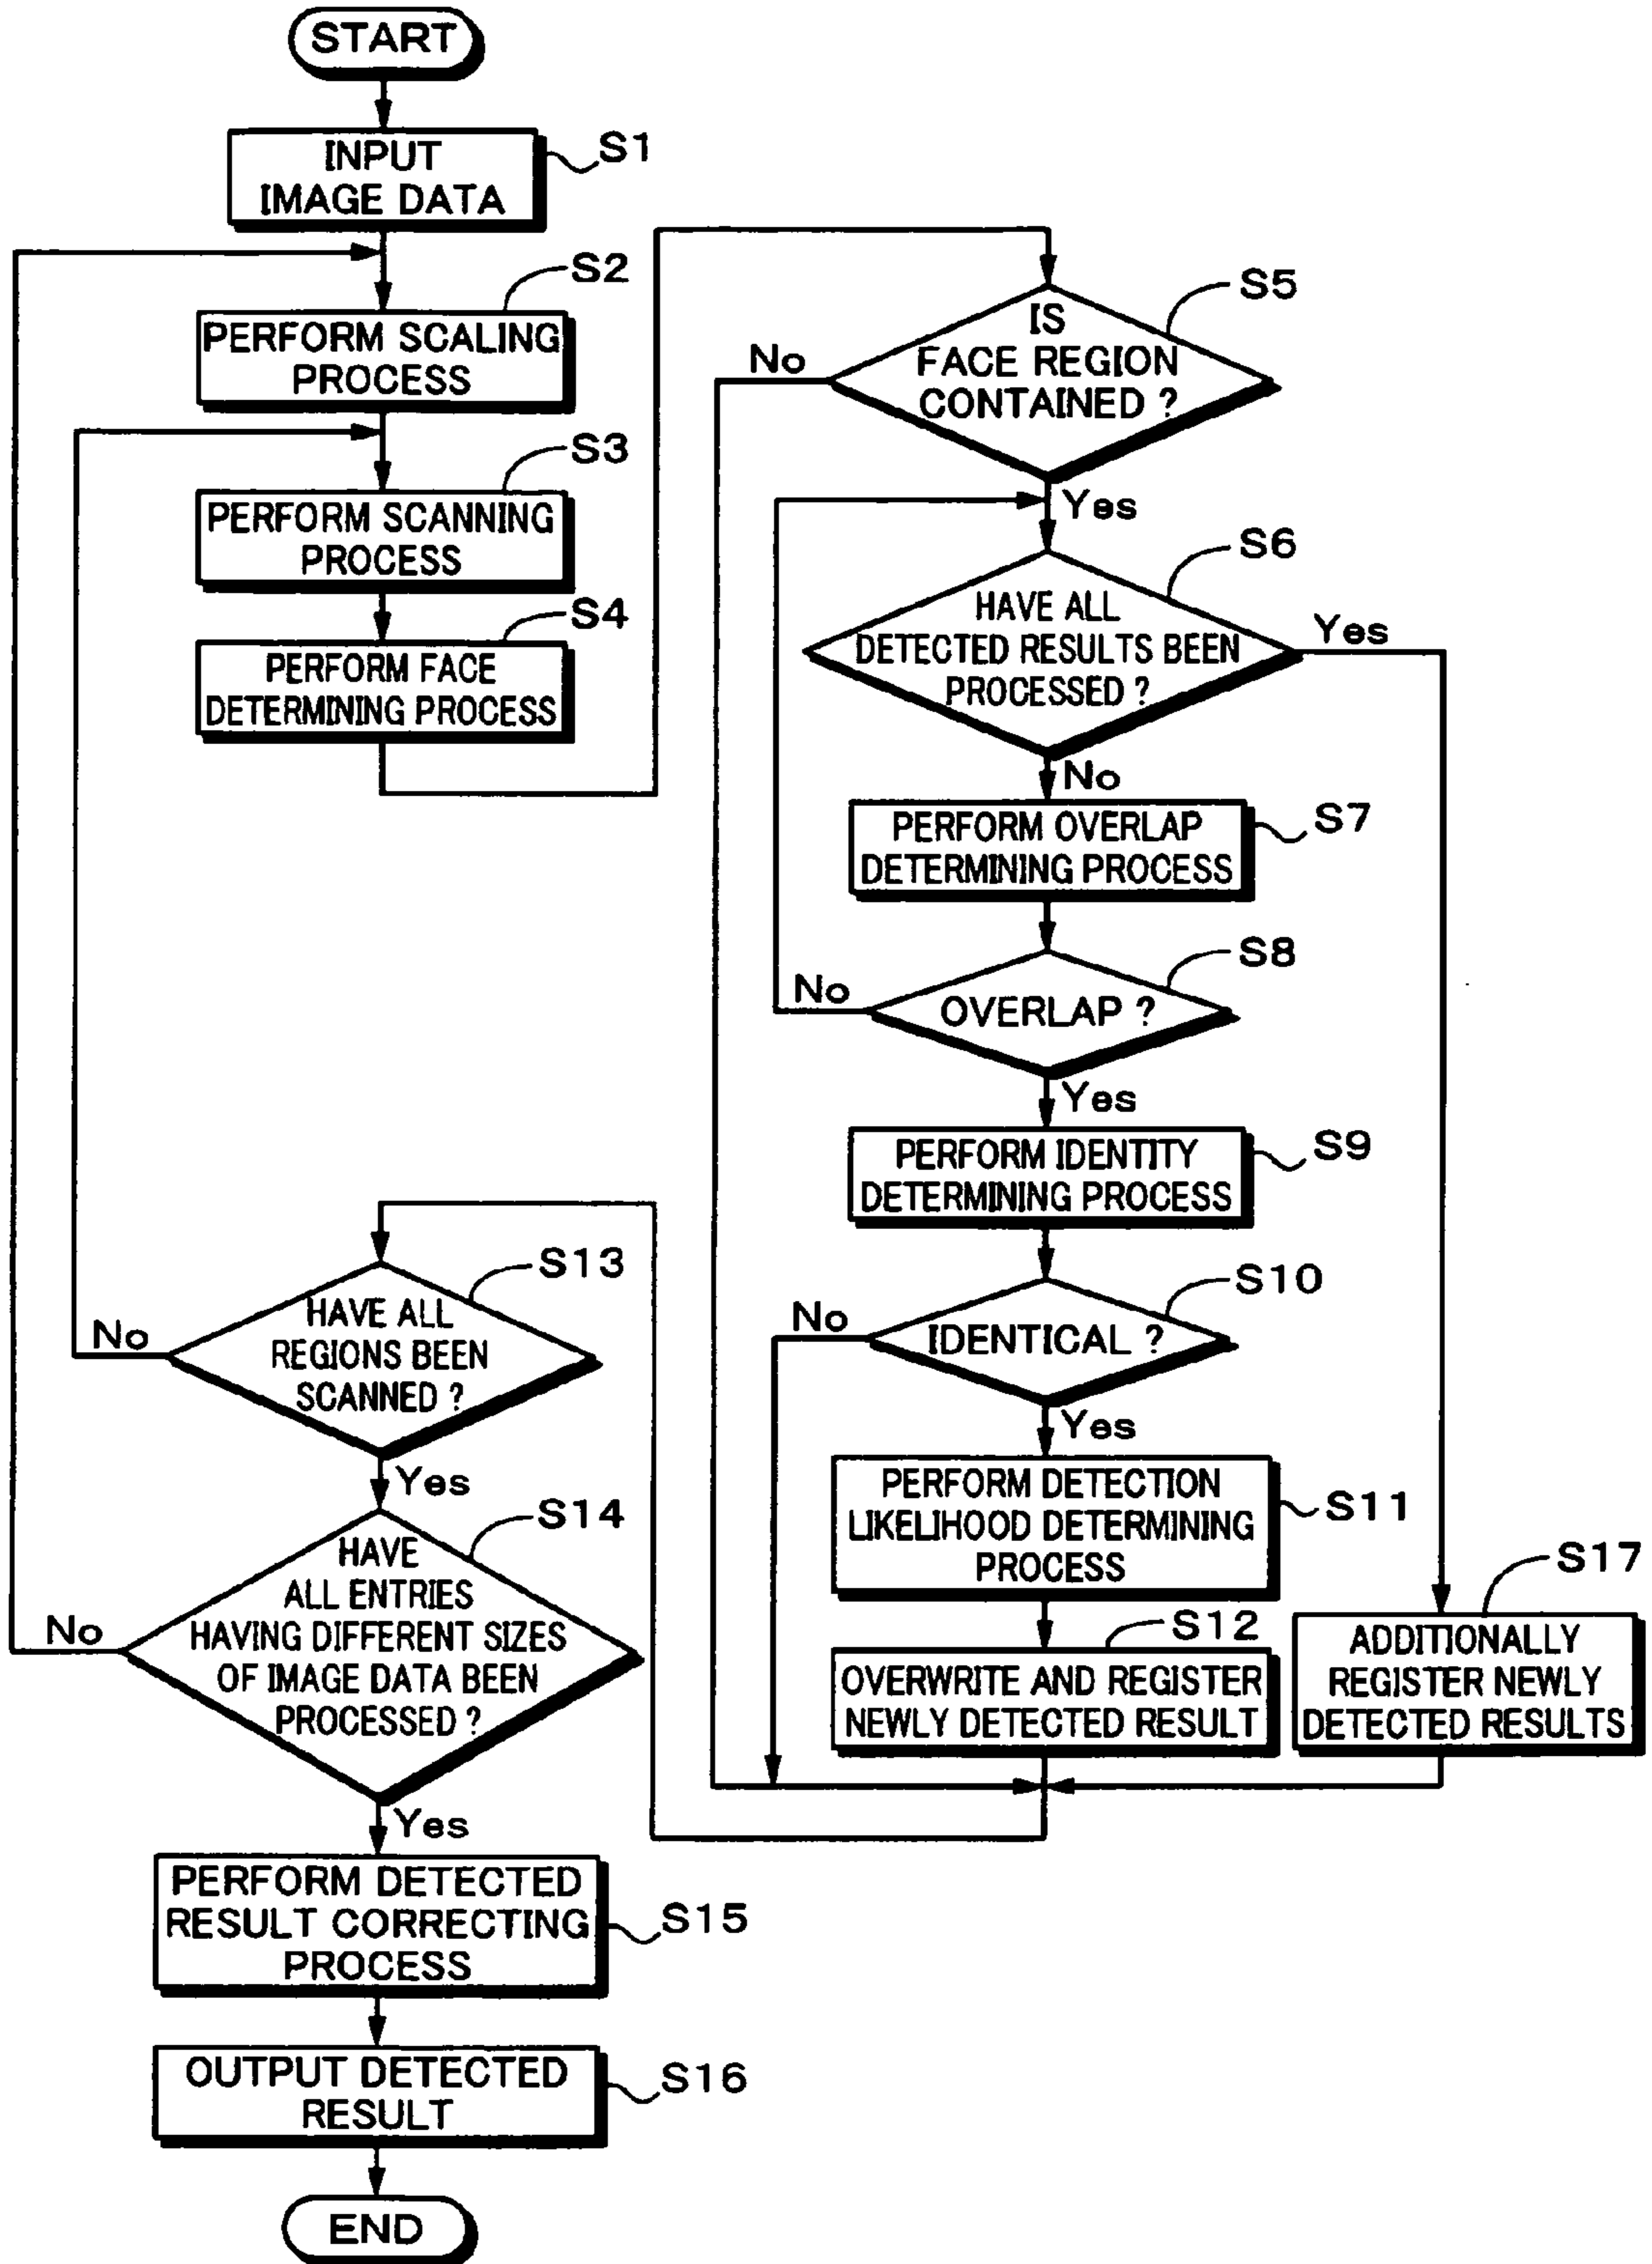 START
INPUT
IMAGE DATA
S1
S2
PERFORM SCALING
PROCESS
S3
PERFORM SCANNING
PROCESS
S4
PERFORM FACE
DETERMINING PROCESS
S5
IS
FACE REGION
CONTAINED ?
No
Yes
S6
HAVE ALL
DETECTED RESULTS BEEN
PROCESSED ?
Yes
No
PERFORM OVERLAP
DETERMINING PROCESS
S7
S8
OVERLAP ?
No
Yes
PERFORM IDENTITY
DETERMINING PROCESS
S9
S10
IDENTICAL ?
No
Yes
PERFORM DETECTION
LIKELIHOOD DETERMINING
PROCESS
S11
S12
OVERWRITE AND REGISTER
NEWLY DETECTED RESULT
S17
ADDITIONALLY
REGISTER NEWLY
DETECTED RESULTS
S13
HAVE ALL
REGIONS BEEN
SCANNED ?
No
Yes
S14
HAVE
ALL ENTRIES
HAVING DIFFERENT SIZES
OF IMAGE DATA BEEN
PROCESSED ?
No
Yes
PERFORM DETECTED
RESULT CORRECTING
PROCESS
S15
OUTPUT DETECTED
RESULT
S16
END